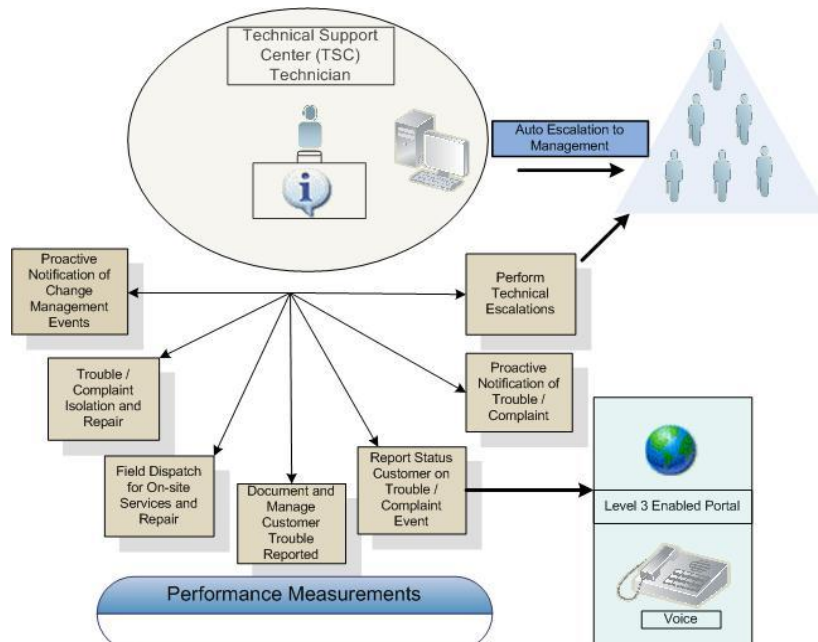 Technical Support
Center (TSC)
Technician
Auto Escalation to
Management
Proactive
Notification of
Change
Management
Events
Perform
Technical
Escalations
Trouble /
Complaint
Isolation and
Repair
Proactive
Notification of
Trouble /
Complaint
Field Dispatch
for On-site
Services and
Repair
Document and
Manage
Customer
Trouble
Reported
Report Status
Customer on
Trouble /
Complaint
Event
Level 3 Enabled Portal
Voice
Performance Measurements